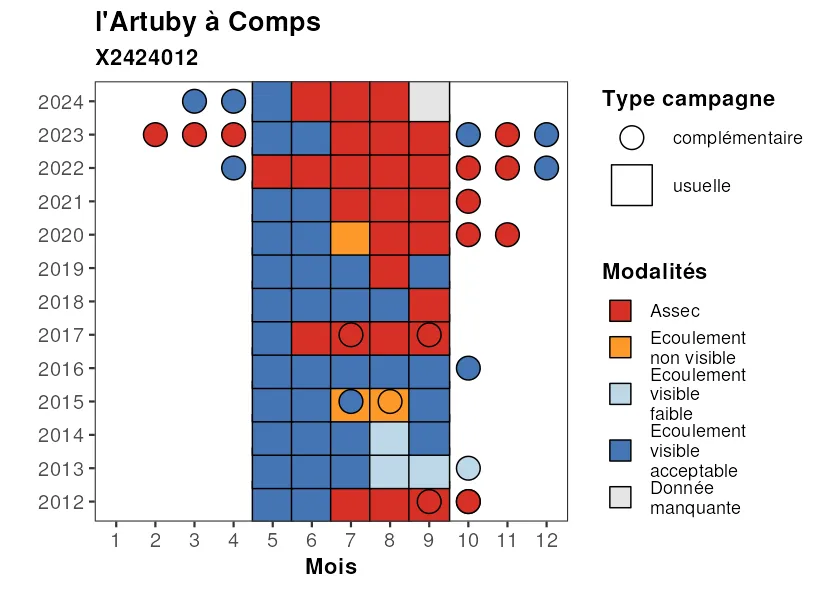 l'Artuby à Comps
X2424012
2024
2023
2022
2021
2020
2019
2018
2017
2016
2015
2014
2013
2012
1 2 3 4 5 6 7 8 9 10 11 12
Mois
Type campagne
complémentaire
usuelle
Modalités
Assec
Ecoulement
non visible
Ecoulement
visible
faible
Ecoulement
visible
acceptable
Donnée
manquante